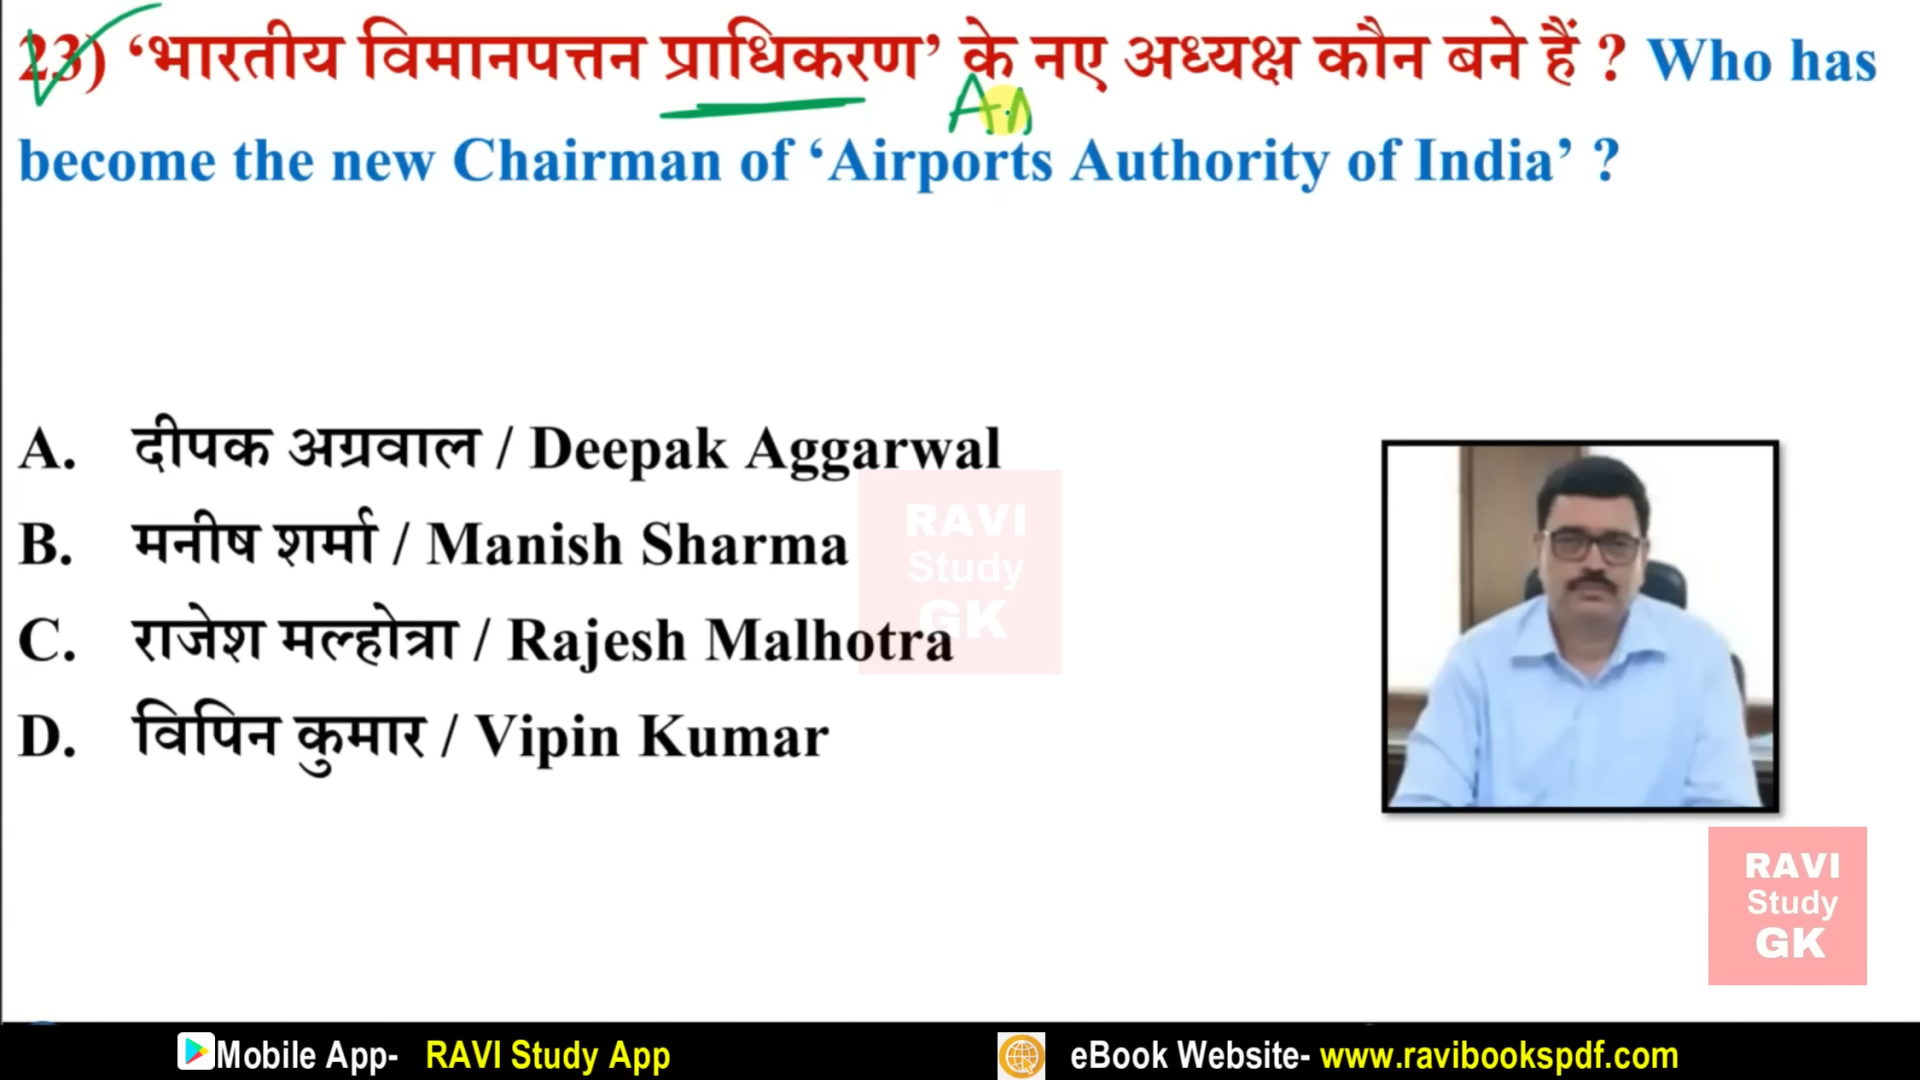 23) ‘भारतीय विमानपत्तन प्राधिकरण’ के नए अध्यक्ष कौन बने हैं ? Who has
become the new Chairman of ‘Airports Authority of India’ ?
A. दीपक अग्रवाल / Deepak Aggarwal
B. मनीष शर्मा / Manish Sharma
C. राजेश मल्होत्रा / Rajesh Malhotra
D. विपिन कुमार / Vipin Kumar
RAVI
Study
GK
RAVI
Study
GK
Mobile App- RAVI Study App
eBook Website- www.ravibookspdf.com